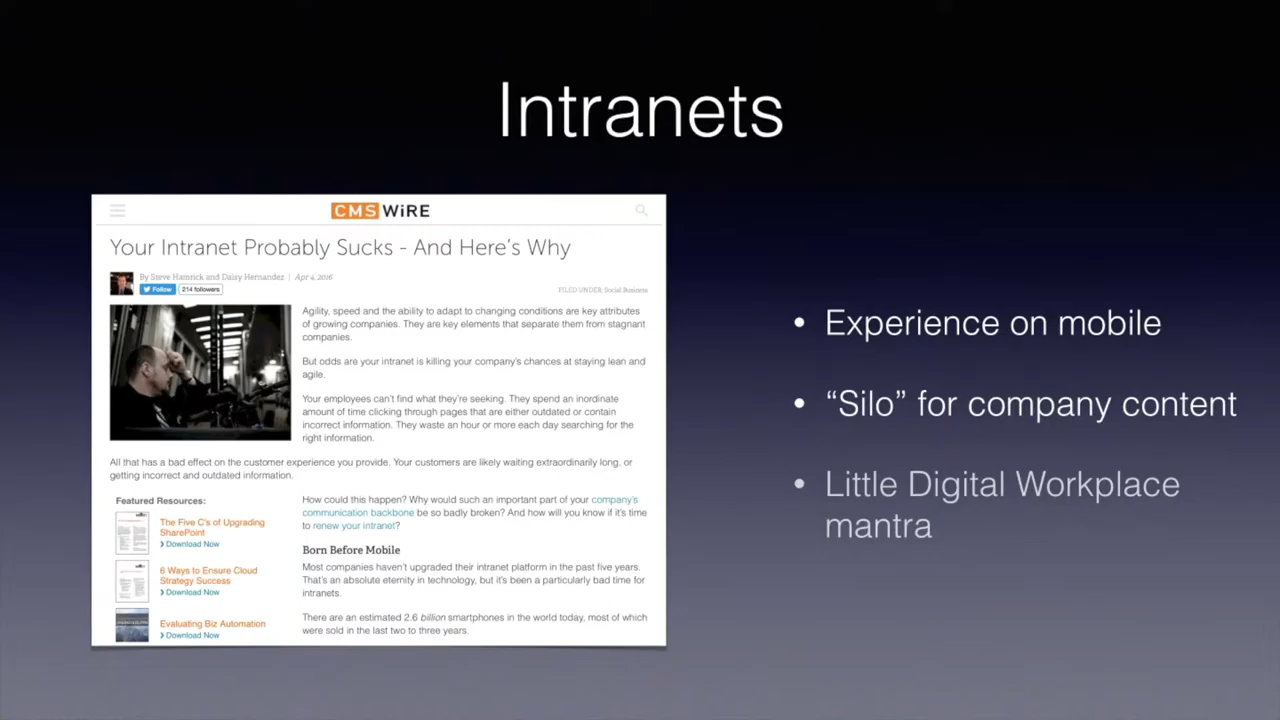 Intranets
CMS WiRE
Your Intranet Probably Sucks - And Here's Why
By Steve Hamrick and Daisy Hernandez | Apr 4, 2016
Follow 214 followers
FILED UNDER: Social Business
Agility, speed and the ability to adapt to changing conditions are key attributes
of growing companies. They are key elements that separate them from stagnant
companies.
But odds are your intranet is killing your company's chances at staying lean and
agile.
Your employees can't find what they're seeking. They spend an inordinate
amount of time clicking through pages that are either outdated or contain
incorrect information. They waste an hour or more each day searching for the
right information.
All that has a bad effect on the customer experience you provide. Your customers are likely waiting extraordinarily long, or
getting incorrect and outdated information.
Featured Resources:
The Five C's of Upgrading
SharePoint
Download Now
6 Ways to Ensure Cloud
Strategy Success
Download Now
Evaluating Biz Automation
Download Now
How could this happen? Why would such an important part of your company's
communication backbone be so badly broken? And how will you know if it's time
to renew your intranet?
Born Before Mobile
Most companies haven't upgraded their intranet platform in the past five years.
That's an absolute eternity in technology, but it's been a particularly bad time for
intranets.
There are an estimated 2.6 billion smartphones in the world today, most of which
were sold in the last two to three years.
• Experience on mobile
• “Silo” for company content
• Little Digital Workplace
mantra